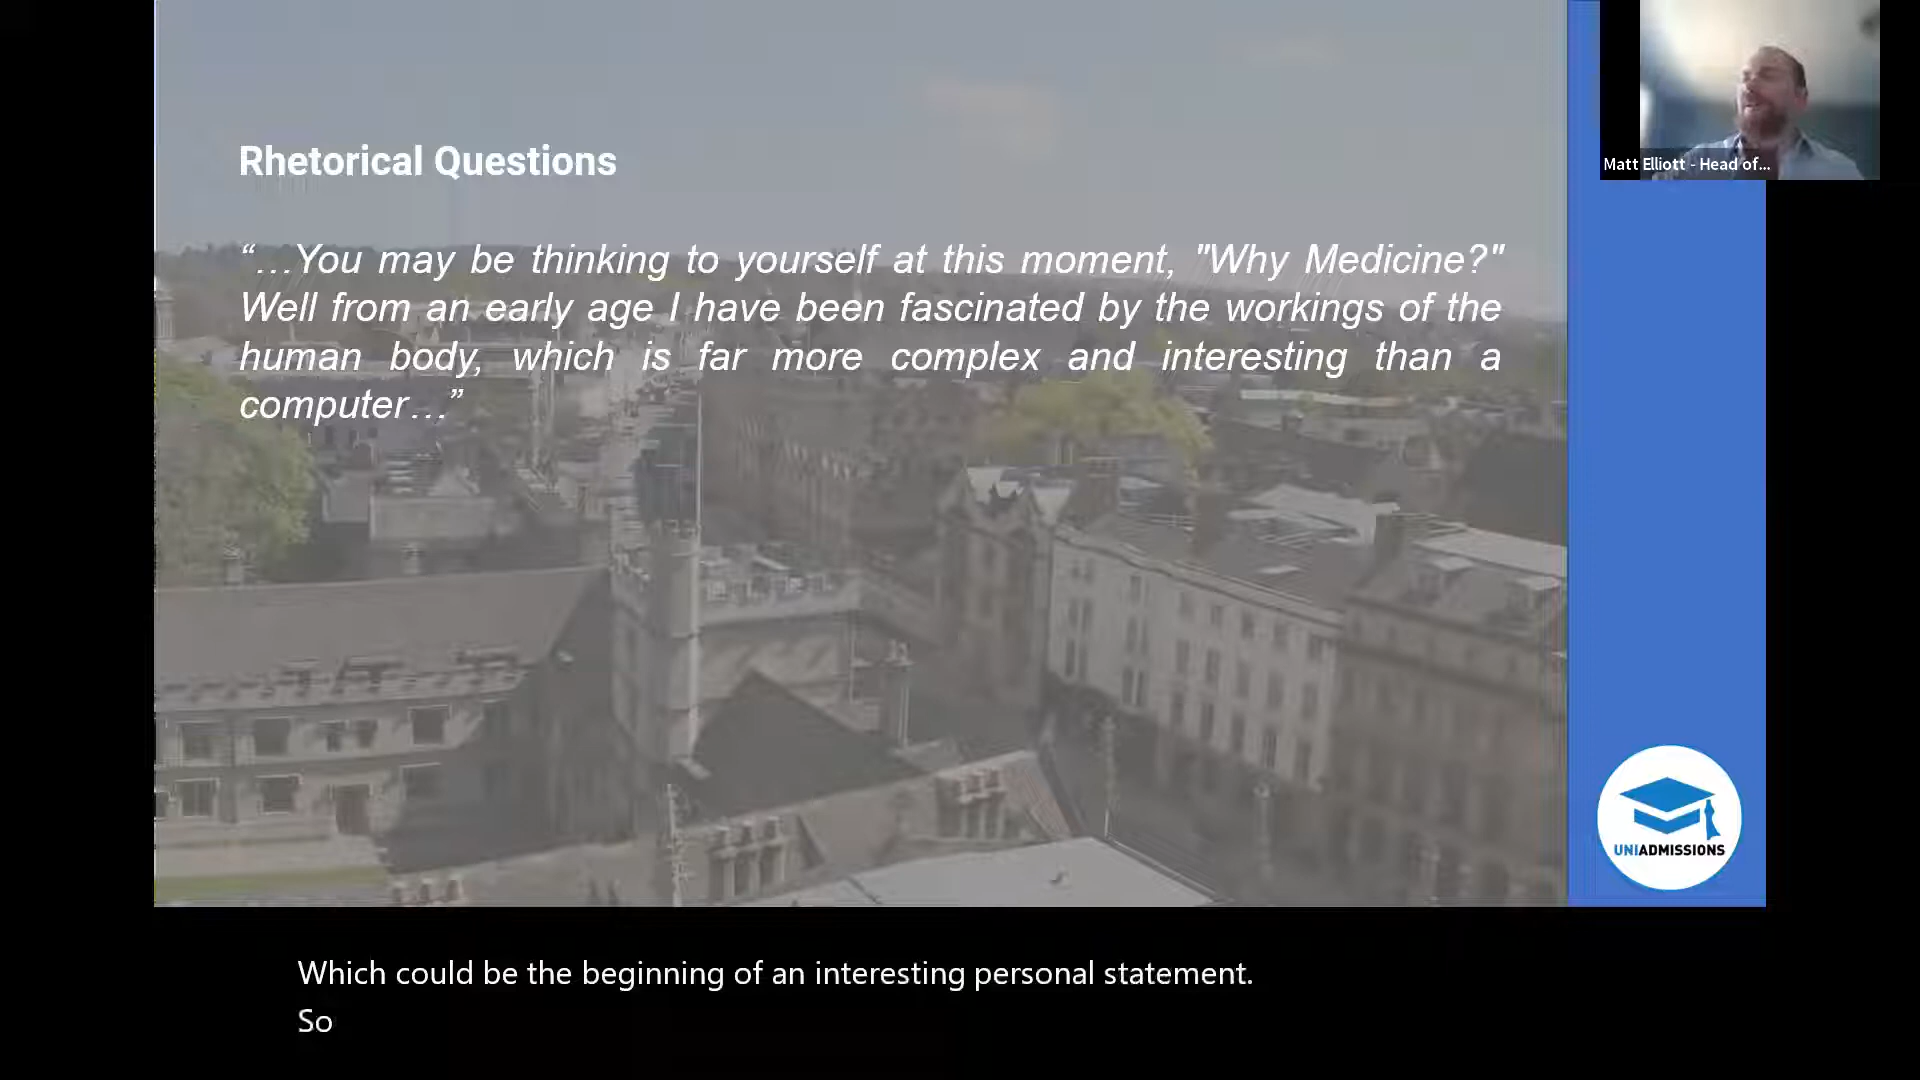 Matt Elliott - Head of...
Rhetorical Questions
“…You may be thinking to yourself at this moment, "Why Medicine?"
Well from an early age I have been fascinated by the workings of the
human body, which is far more complex and interesting than a
computer…”
UNIADMISSIONS
Which could be the beginning of an interesting personal statement.
So